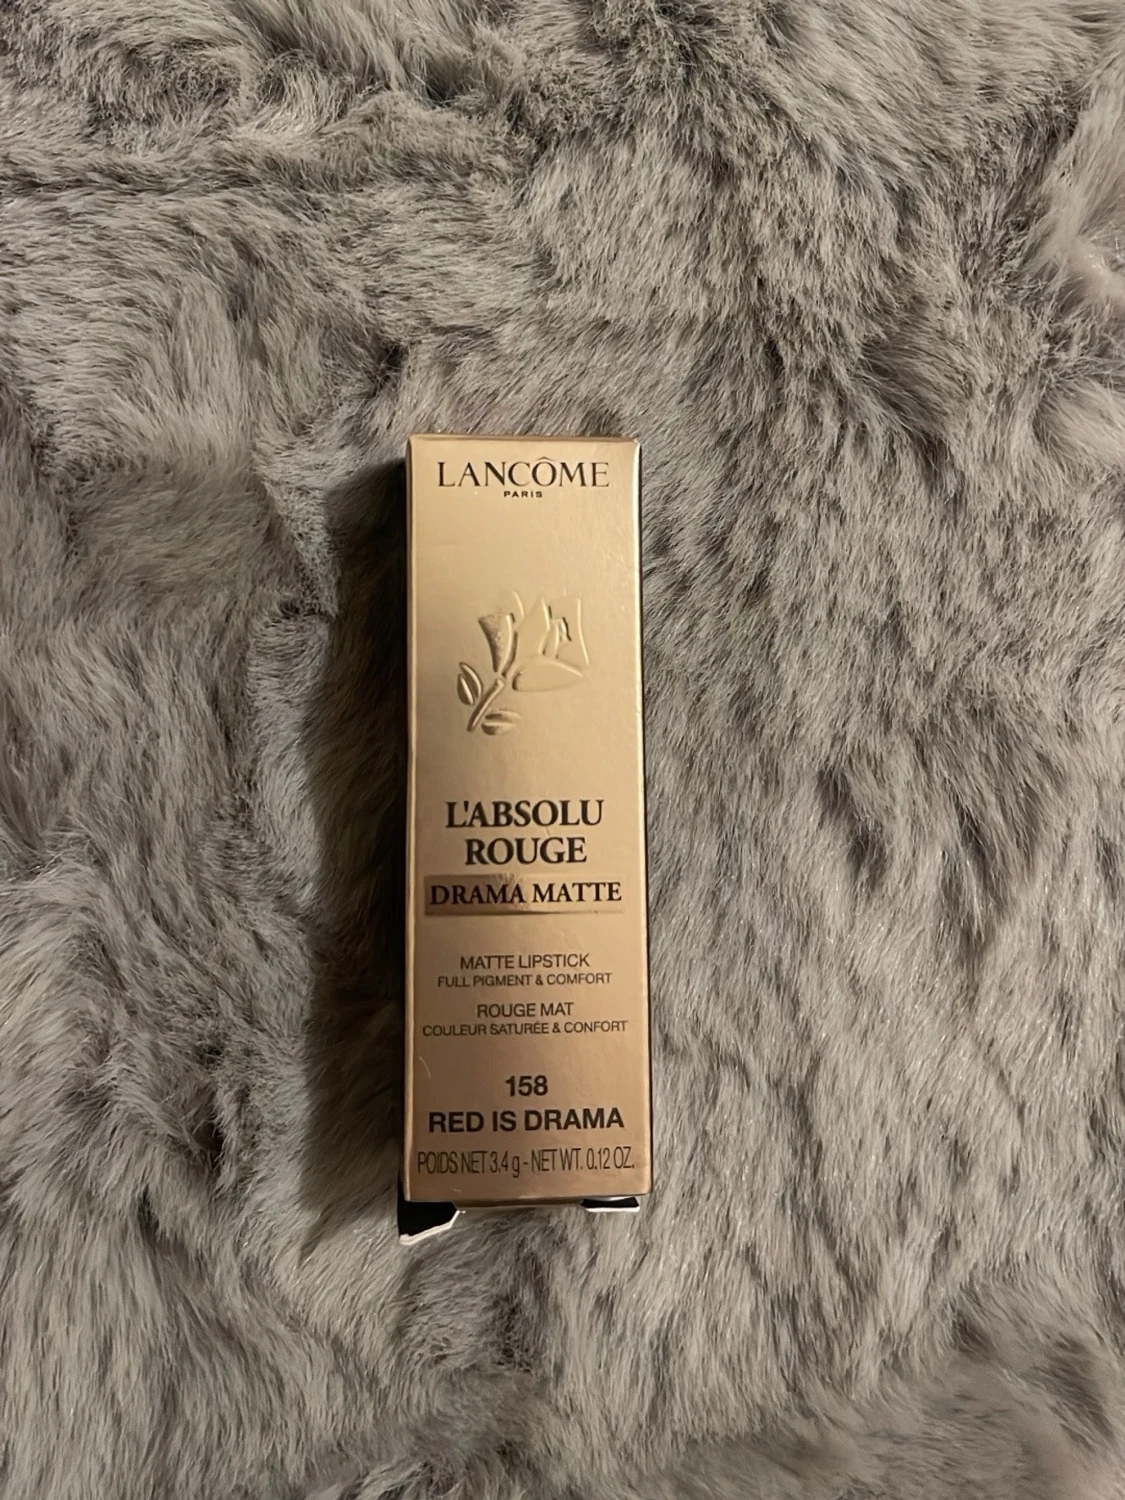 LANCÔME
PARIS
L'ABSOLU
ROUGE
DRAMA MATTE
MATTE LIPSTICK
FULL PIGMENT & COMFORT
ROUGE MAT
COULEUR SATURÉE & CONFORT
158
RED IS DRAMA
POIDS NET 3.4 g - NET WT. 0.12 OZ.